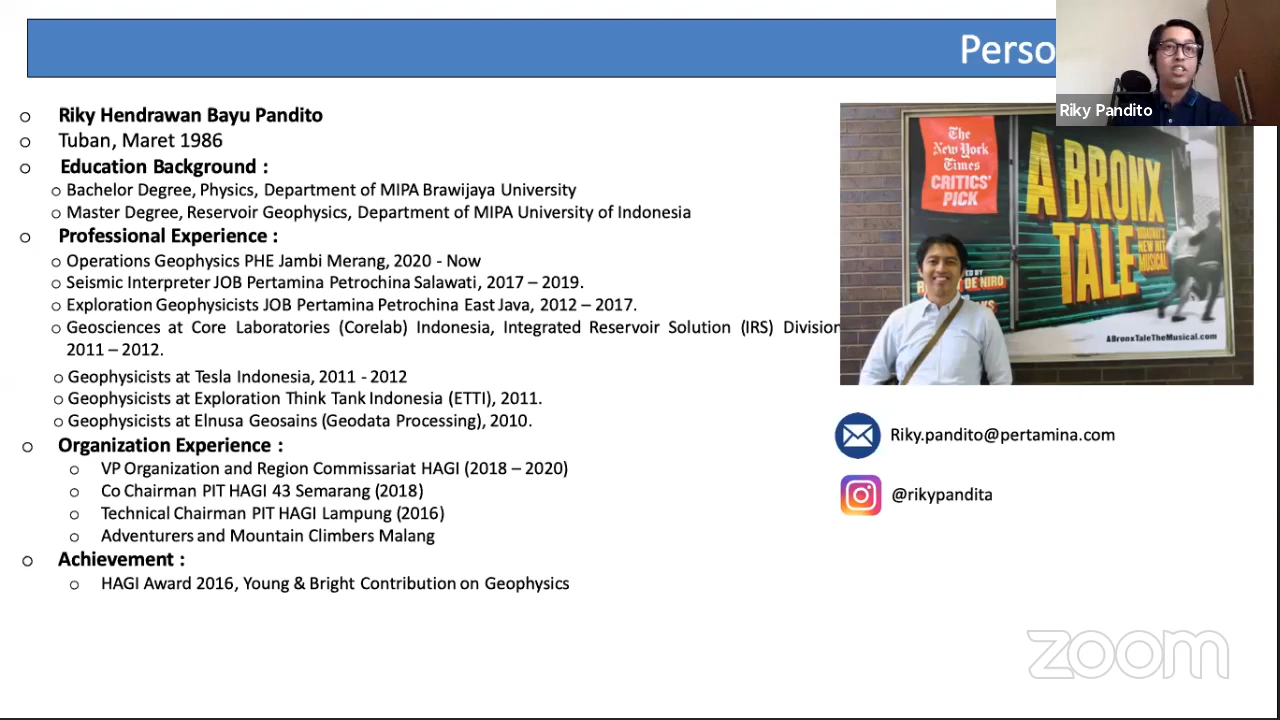 Perso
Riky Pandito
Riky Hendrawan Bayu Pandito
Tuban, Maret 1986
Education Background :
Bachelor Degree, Physics, Department of MIPA Brawijaya University
Master Degree, Reservoir Geophysics, Department of MIPA University of Indonesia
Professional Experience :
Operations Geophysics PHE Jambi Merang, 2020 - Now
Seismic Interpreter JOB Pertamina Petrochina Salawati, 2017 – 2019.
Exploration Geophysicists JOB Pertamina Petrochina East Java, 2012 – 2017.
Geosciences at Core Laboratories (Corelab) Indonesia, Integrated Reservoir Solution (IRS) Division
2011 – 2012.
Geophysicists at Tesla Indonesia, 2011 - 2012
Geophysicists at Exploration Think Tank Indonesia (ETTI), 2011.
Geophysicists at Elnusa Geosains (Geodata Processing), 2010.
Organization Experience :
VP Organization and Region Commissariat HAGI (2018 – 2020)
Co Chairman PIT HAGI 43 Semarang (2018)
Technical Chairman PIT HAGI Lampung (2016)
Adventurers and Mountain Climbers Malang
Achievement :
HAGI Award 2016, Young & Bright Contribution on Geophysics
The
New York
Times
CRITICS'
PICK
A BRONX
TALE
BROADWAY'S
NEW HIT
MUSICAL
DE NIRO
ABronxTaleTheMusical.com
Riky.pandito@pertamina.com
@rikypandita
zoom